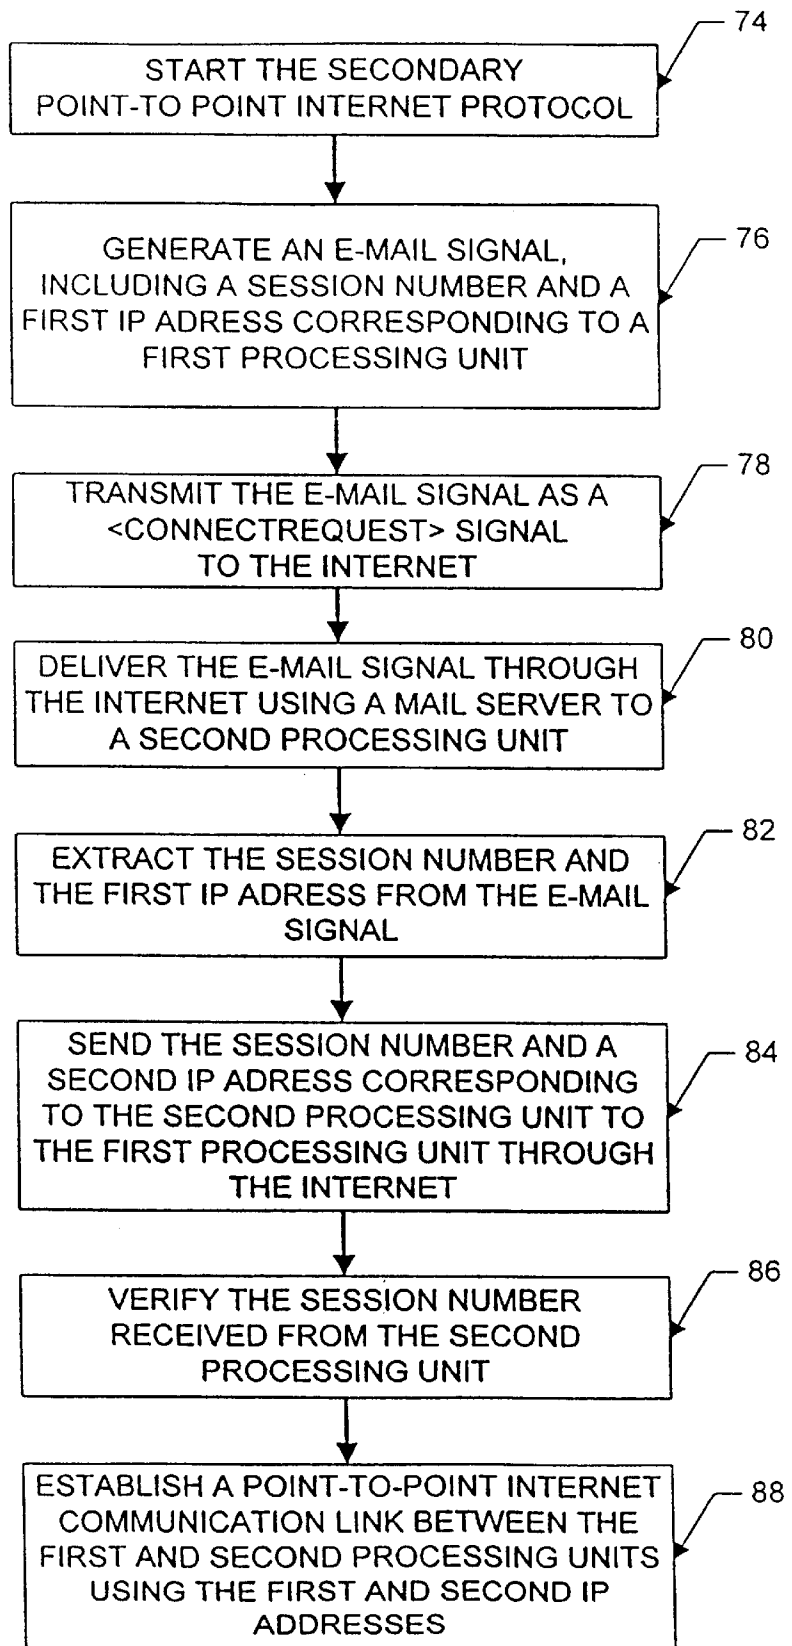 74
START THE SECONDARY
POINT-TO POINT INTERNET PROTOCOL
76
GENERATE AN E-MAIL SIGNAL,
INCLUDING A SESSION NUMBER AND A
FIRST IP ADRESS CORRESPONDING TO A
FIRST PROCESSING UNIT
78
TRANSMIT THE E-MAIL SIGNAL AS A
<CONNECTREQUEST> SIGNAL
TO THE INTERNET
80
DELIVER THE E-MAIL SIGNAL THROUGH
THE INTERNET USING A MAIL SERVER TO
A SECOND PROCESSING UNIT
82
EXTRACT THE SESSION NUMBER AND
THE FIRST IP ADRESS FROM THE E-MAIL
SIGNAL
84
SEND THE SESSION NUMBER AND A
SECOND IP ADRESS CORRESPONDING
TO THE SECOND PROCESSING UNIT TO
THE FIRST PROCESSING UNIT THROUGH
THE INTERNET
86
VERIFY THE SESSION NUMBER
RECEIVED FROM THE SECOND
PROCESSING UNIT
88
ESTABLISH A POINT-TO-POINT INTERNET
COMMUNICATION LINK BETWEEN THE
FIRST AND SECOND PROCESSING UNITS
USING THE FIRST AND SECOND IP
ADDRESSES